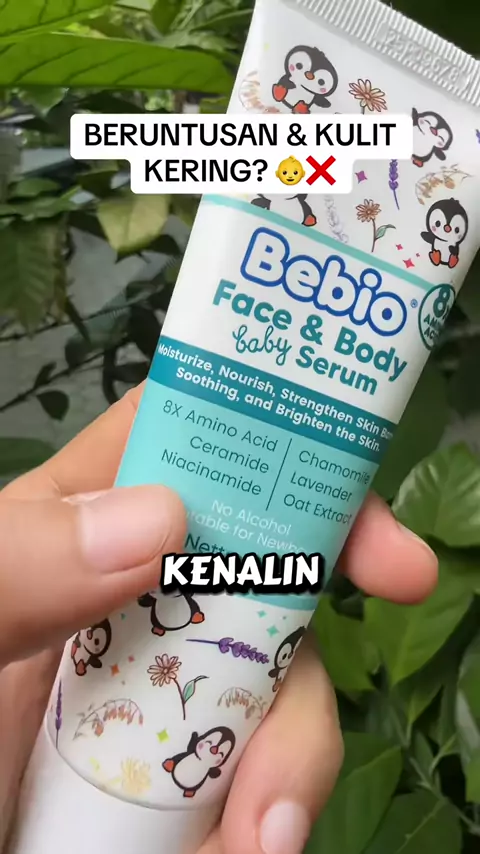 BERUNTUSAN & KULIT
KERING? 👶❌
Bebio®
Face & Body
baby Serum
Moisturize, Nourish, Strengthen Skin
Soothing, and Brighten the Skin.
8X Amino Acid
Ceramide
Niacinamide
Chamomile
Lavender
Oat Extract
No Alcohol
for
KENALIN